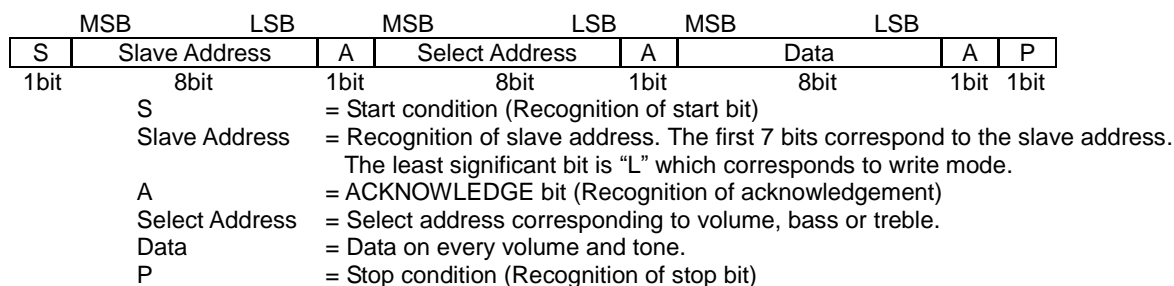 MSB LSB MSB LSB MSB LSB
S Slave Address A Select Address A Data A P
1bit 8bit 1bit 8bit 1bit 8bit 1bit 1bit
S = Start condition (Recognition of start bit)
Slave Address = Recognition of slave address. The first 7 bits correspond to the slave address.
The least significant bit is “L” which corresponds to write mode.
A = ACKNOWLEDGE bit (Recognition of acknowledgement)
Select Address = Select address corresponding to volume, bass or treble.
Data = Data on every volume and tone.
P = Stop condition (Recognition of stop bit)